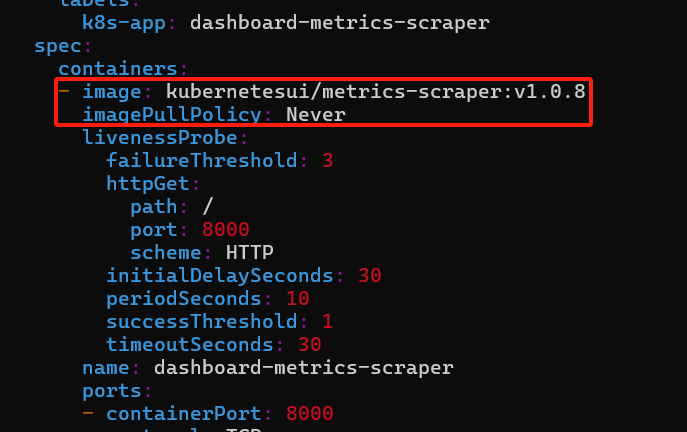 labels:
k8s-app: dashboard-metrics-scraper
spec:
containers:
- image: kubernetesui/metrics-scraper:v1.0.8
imagePullPolicy: Never
livenessProbe:
failureThreshold: 3
httpGet:
path: /
port: 8000
scheme: HTTP
initialDelaySeconds: 30
periodSeconds: 10
successThreshold: 1
timeoutSeconds: 30
name: dashboard-metrics-scraper
ports:
- containerPort: 8000